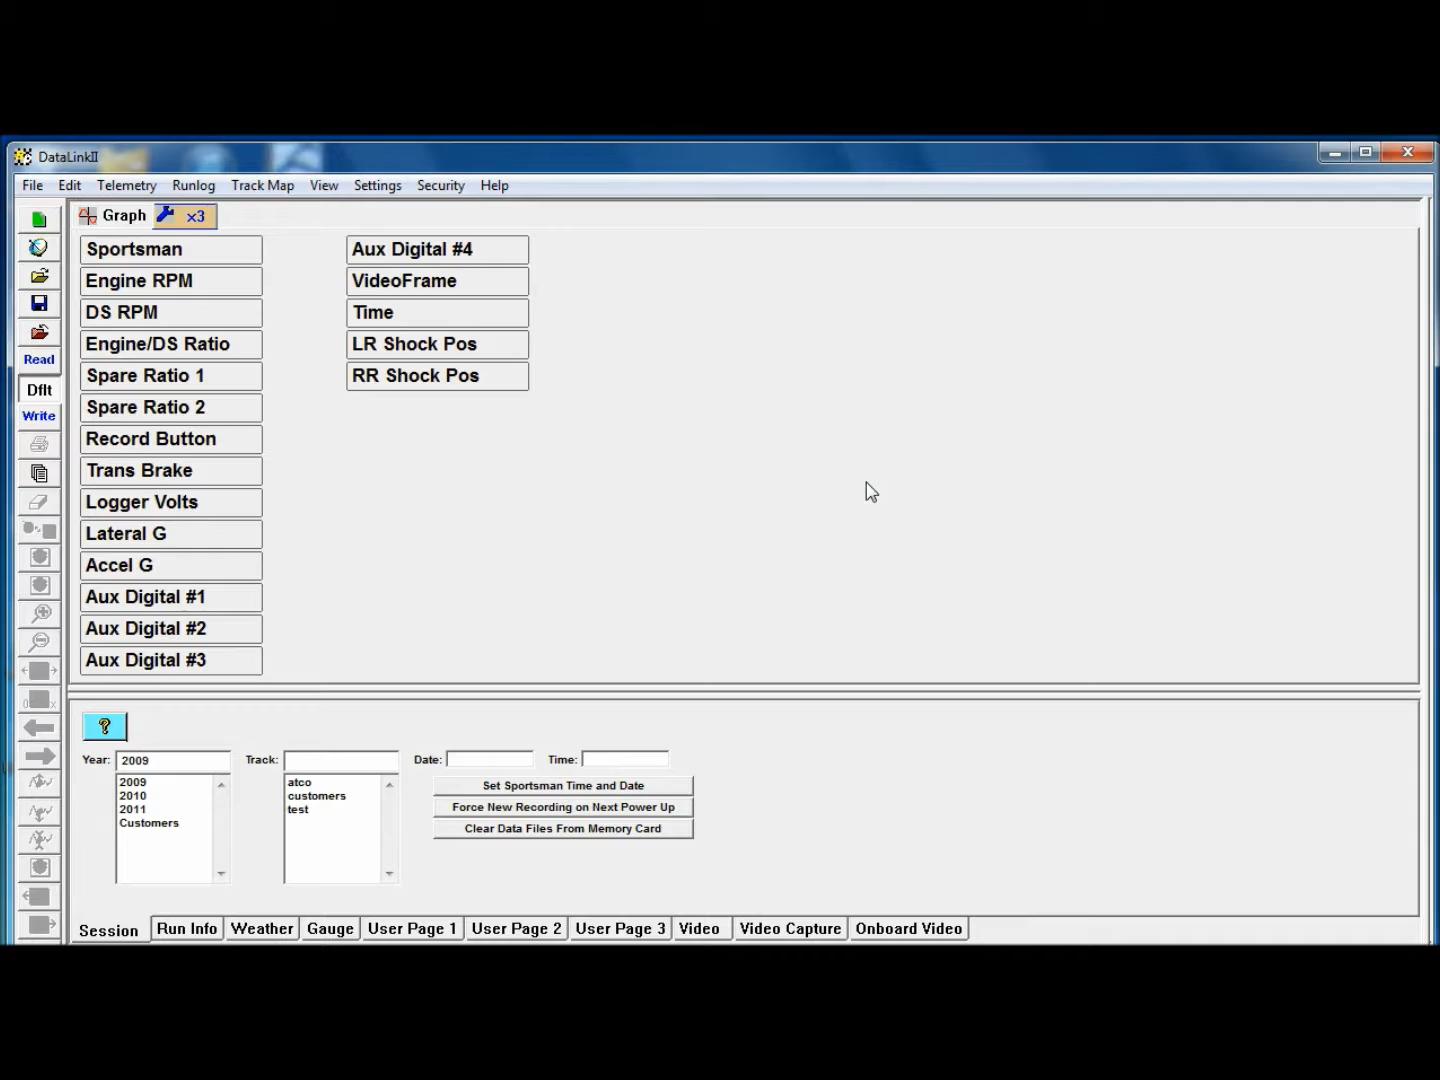 DataLinkII
File Edit Telemetry Runlog Track Map View Settings Security Help
Graph x3
Sportsman
Engine RPM
DS RPM
Engine/DS Ratio
Spare Ratio 1
Spare Ratio 2
Record Button
Trans Brake
Logger Volts
Lateral G
Accel G
Aux Digital #1
Aux Digital #2
Aux Digital #3
Aux Digital #4
VideoFrame
Time
LR Shock Pos
RR Shock Pos
Read
Dflt
Write
?
Year: 2009 Track: Date: Time:
2009
2010
2011
Customers
atco
customers
test
Set Sportsman Time and Date
Force New Recording on Next Power Up
Clear Data Files From Memory Card
Session Run Info Weather Gauge User Page 1 User Page 2 User Page 3 Video Video Capture Onboard Video